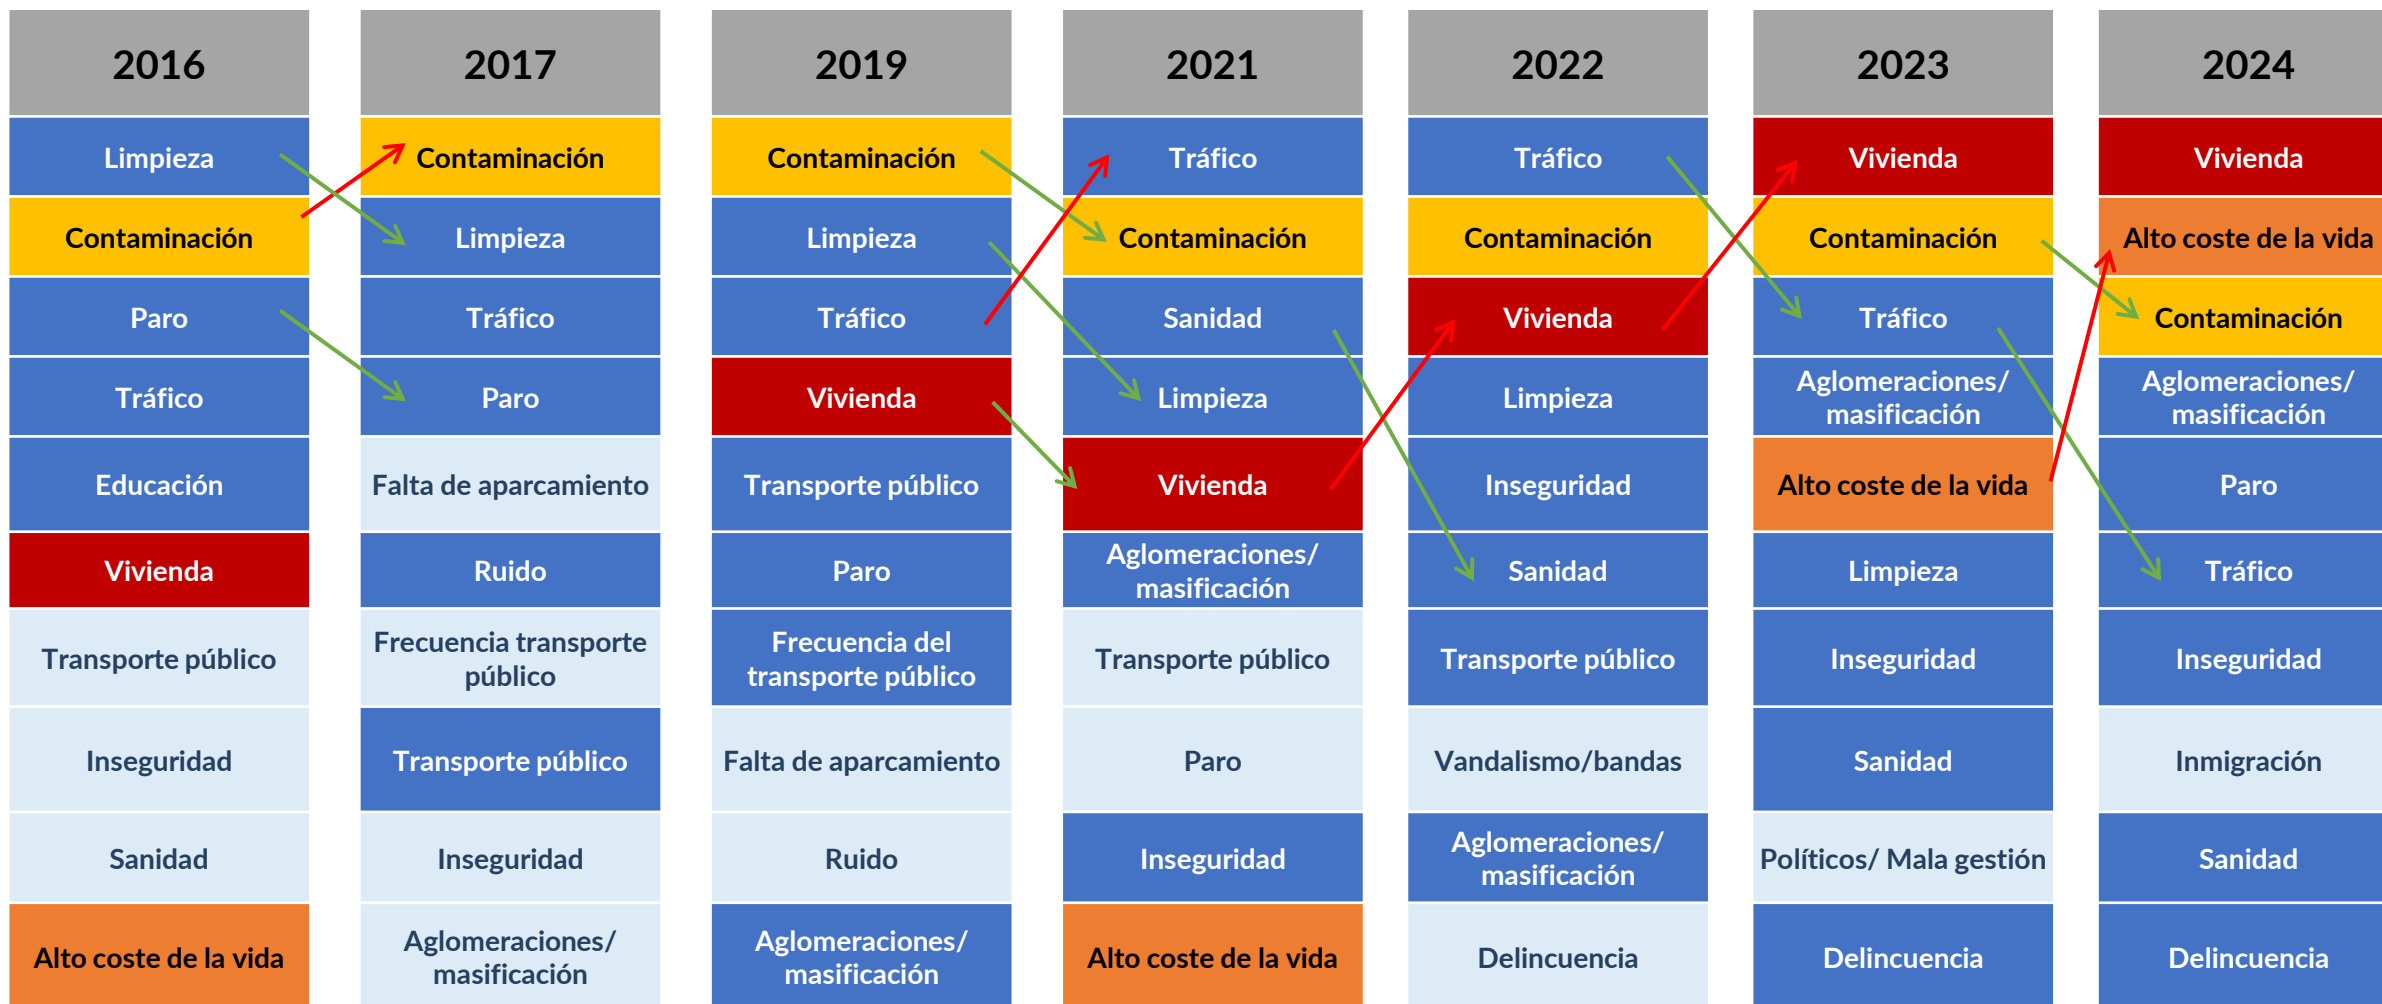 2016 2017 2019 2021 2022 2023 2024
Limpieza Contaminación Contaminación Tráfico Tráfico Vivienda Vivienda
Contaminación Limpieza Limpieza Contaminación Contaminación Contaminación Alto coste de la vida
Paro Tráfico Tráfico Sanidad Vivienda Tráfico Contaminación
Tráfico Paro Vivienda Limpieza Limpieza Aglomeraciones/ Aglomeraciones/
masificación masificación
Educación Falta de aparcamiento Transporte público Vivienda Inseguridad Alto coste de la vida Paro
Vivienda Ruido Paro Aglomeraciones/ Sanidad Limpieza Tráfico
masificación
Transporte público Frecuencia transporte Frecuencia del Transporte público Transporte público Inseguridad Inseguridad
público transporte público
Inseguridad Transporte público Falta de aparcamiento Paro Vandalismo/bandas Sanidad Inmigración
Sanidad Inseguridad Ruido Inseguridad Aglomeraciones/ Políticos/ Mala gestión Sanidad
masificación
Alto coste de la vida Aglomeraciones/ Aglomeraciones/ Alto coste de la vida Delincuencia Delincuencia Delincuencia
masificación masificación